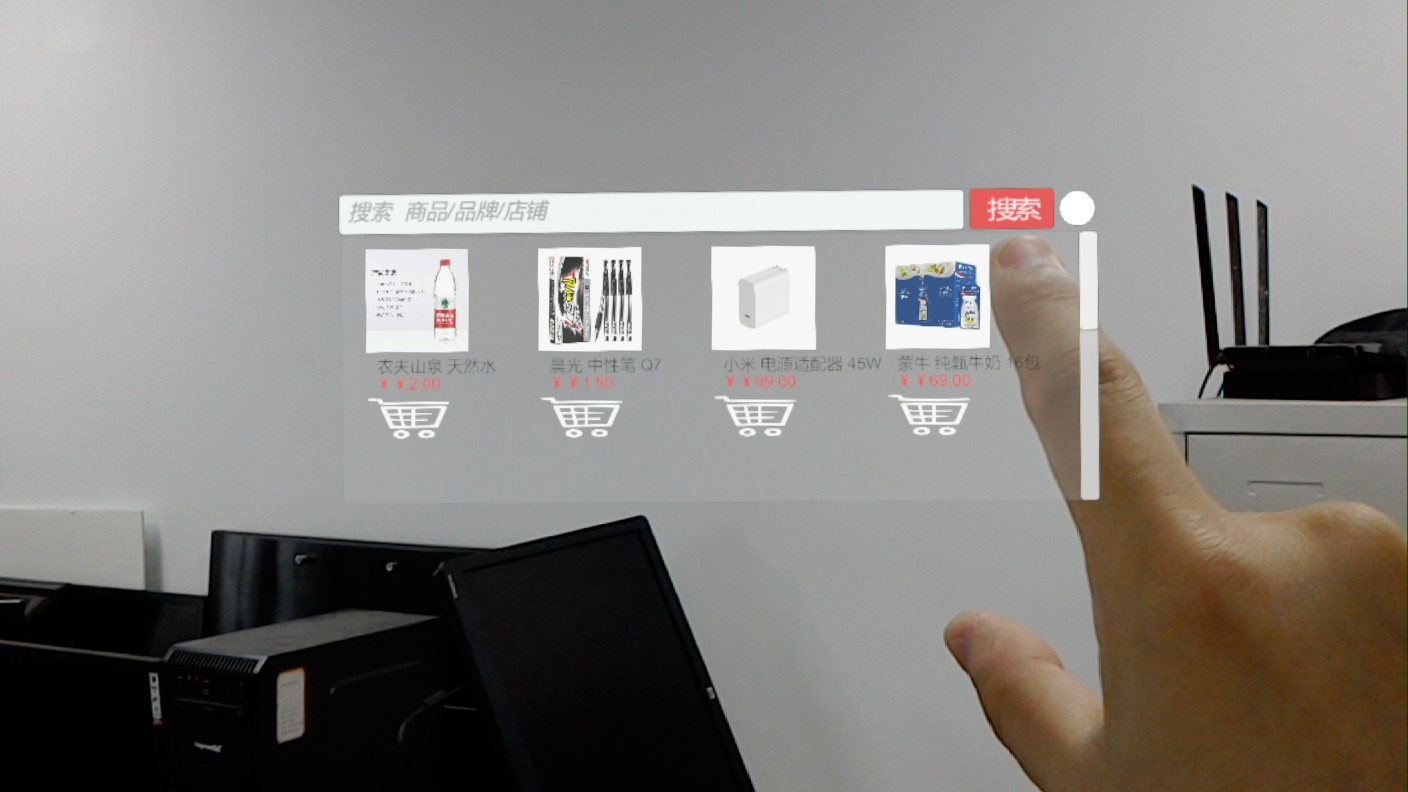 搜索 商品/品牌/店铺
搜索
农夫山泉 天然水
¥ ¥2.00
晨光 中性笔 Q7
¥ ¥1.50
小米 电源适配器 45W
¥ ¥99.00
蒙牛 纯甄牛奶 16包
¥ ¥69.00